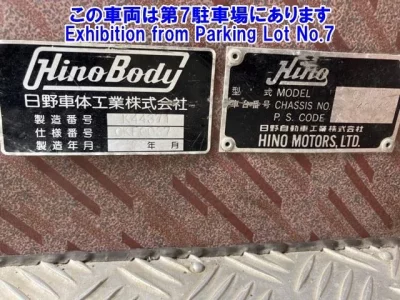 この車両は第7駐車場にあります
Exhibition from Parking Lot No.7
HinoBody
日野車体工業株式会社
製造番号
仕様番号
製造年月 年 月
Hino
型式 MODEL
車台番号 CHASSIS NO.
P. S. CODE
日野自動車工業株式会社
HINO MOTORS, LTD.